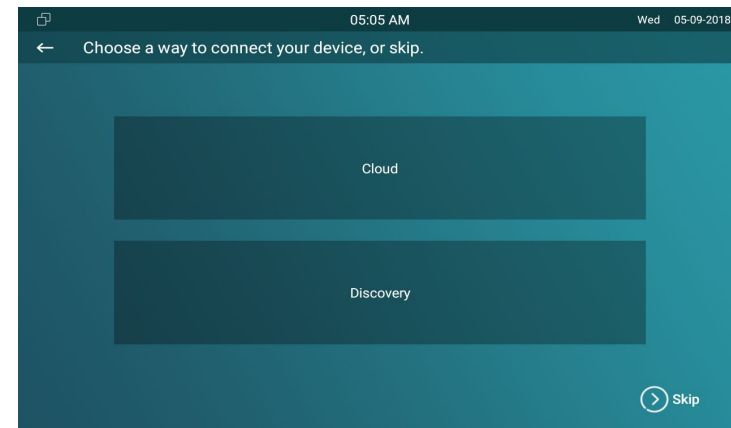 05:05 AM Wed 05-09-2018
Choose a way to connect your device, or skip.
Cloud
Discovery
Skip